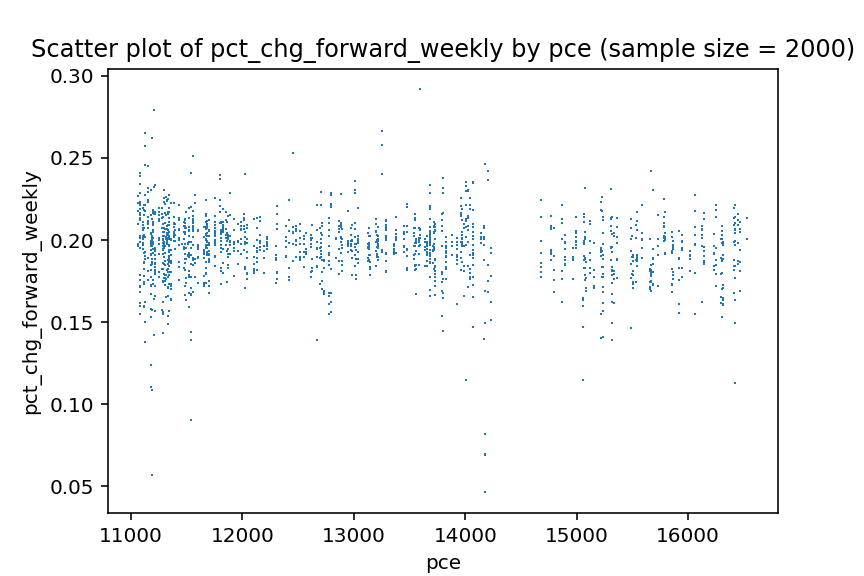 Scatter plot of pct_chg_forward_weekly by pce (sample size = 2000)
0.30
0.25
0.20
0.15
0.10
0.05
pct_chg_forward_weekly
11000 12000 13000 14000 15000 16000
pce